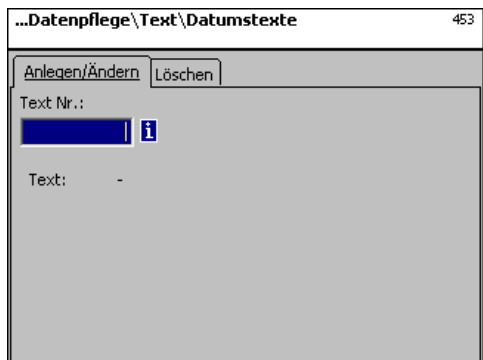 ...Datenpflege\Text\Datumstexte 453
Anlegen/Ändern Löschen
Text Nr.:
i
Text: -